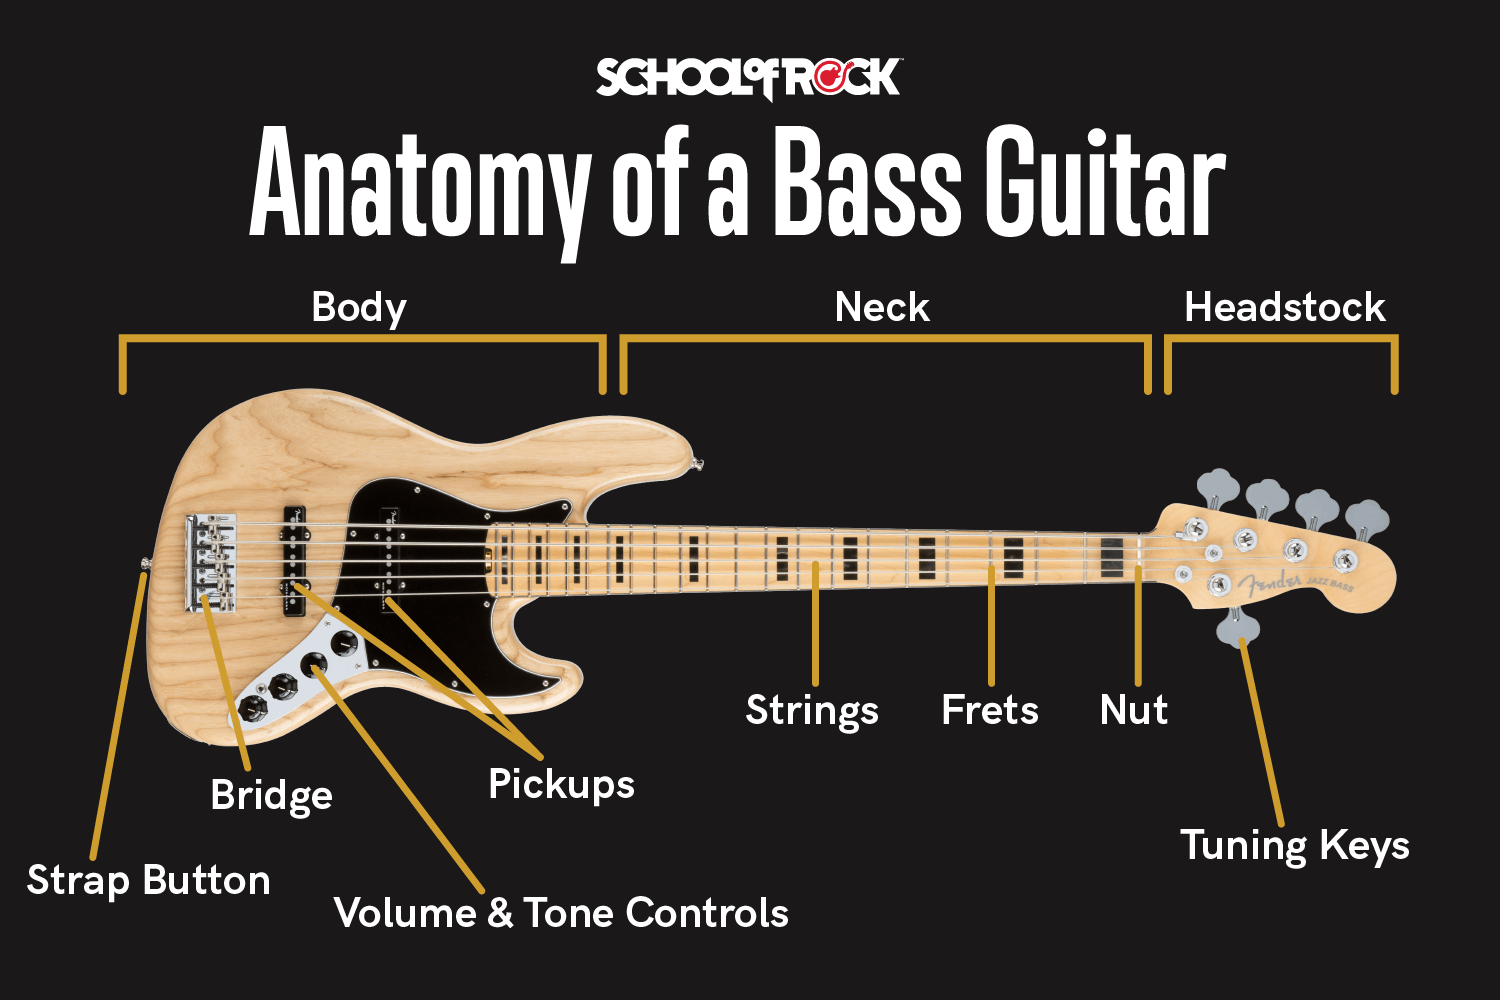 SCHOOL of ROCK
Anatomy of a Bass Guitar
Body
Neck
Headstock
Fender JAZZ BASS
Strings
Frets
Nut
Pickups
Bridge
Tuning Keys
Strap Button
Volume & Tone Controls